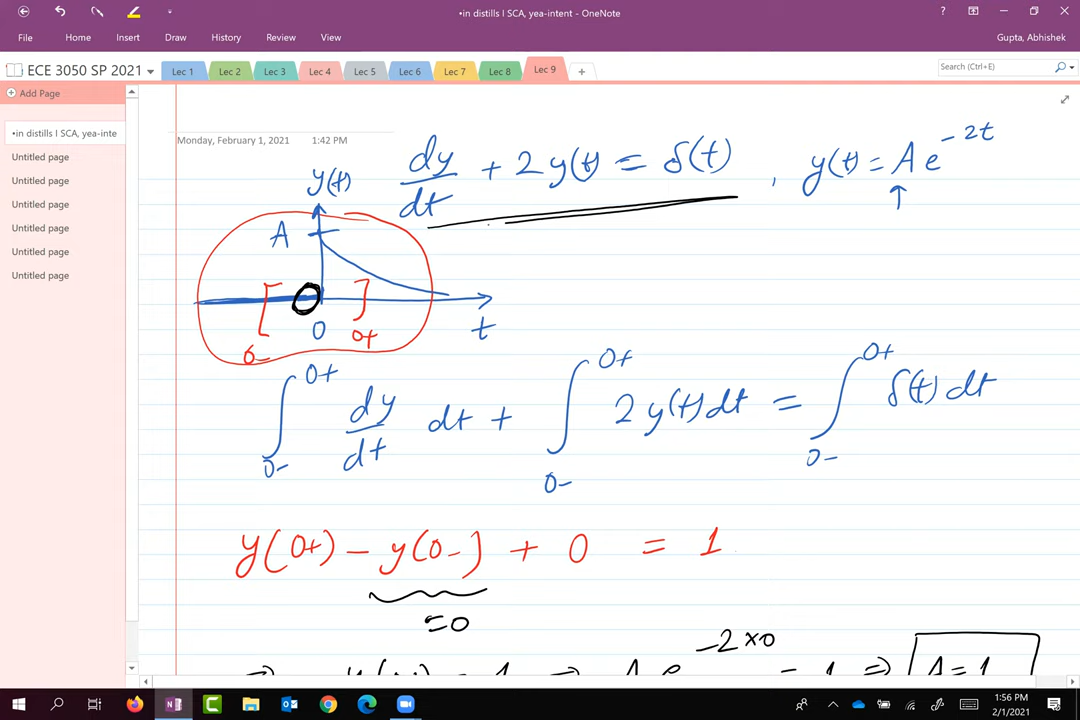 •in distills I SCA, yea-intent - OneNote
?
File Home Insert Draw History Review View
Gupta, Abhishek
ECE 3050 SP 2021
Lec 1 Lec 2 Lec 3 Lec 4 Lec 5 Lec 6 Lec 7 Lec 8 Lec 9 +
Search (Ctrl+E)
Add Page
•in distills I SCA, yea-inte
Untitled page
Untitled page
Untitled page
Untitled page
Untitled page
Untitled page
Monday, February 1, 2021 1:42 PM
dy/dt + 2y(t) = δ(t) , y(t) = A e^{-2t}
↑
y(t)
A
[ ]
0- 0 0+ t
∫_{0-}^{0+} dy/dt dt + ∫_{0-}^{0+} 2y(t)dt = ∫_{0-}^{0+} δ(t)dt
y(0+) - y(0-) + 0 = 1
=0
-2×0
= 1 ⇒ A=1
1:56 PM
2/1/2021